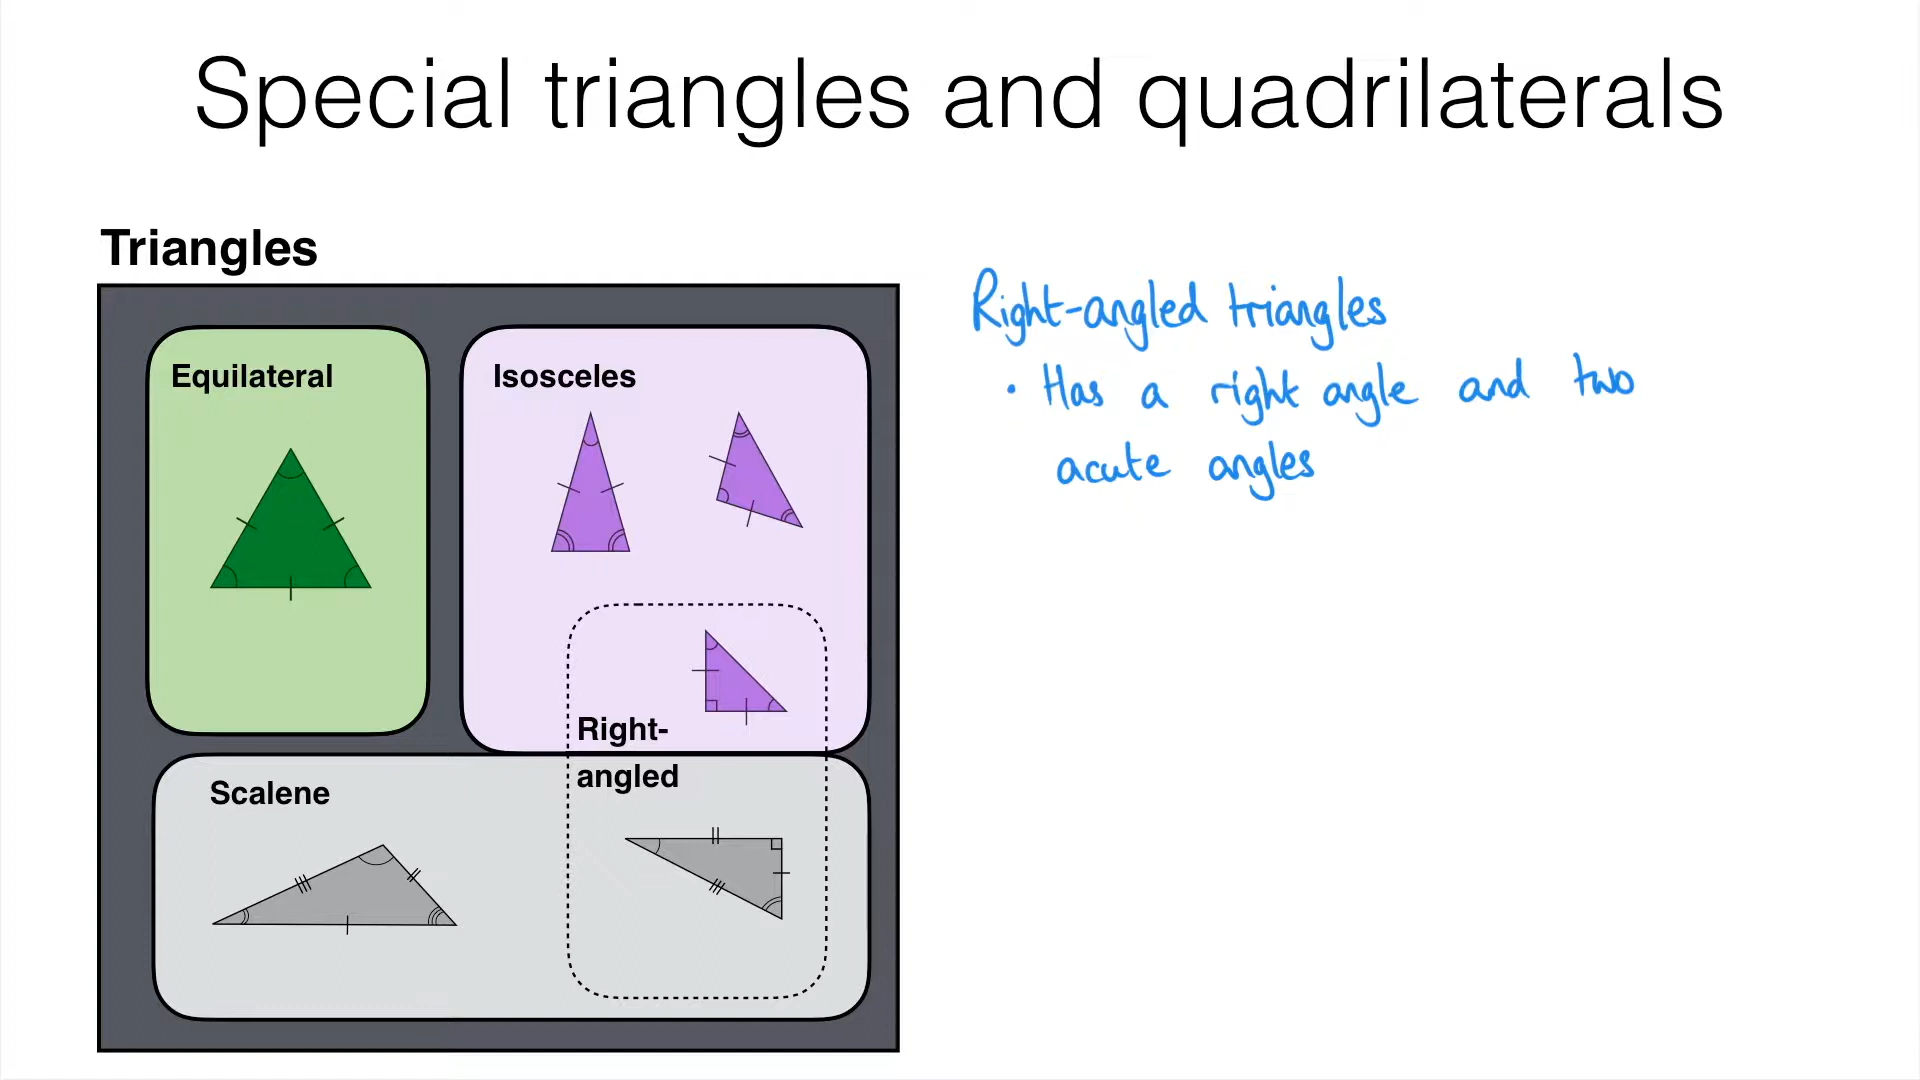 Special triangles and quadrilaterals
Triangles
Equilateral
Isosceles
Right-
angled
Scalene
Right-angled triangles
• Has a right angle and two
acute angles